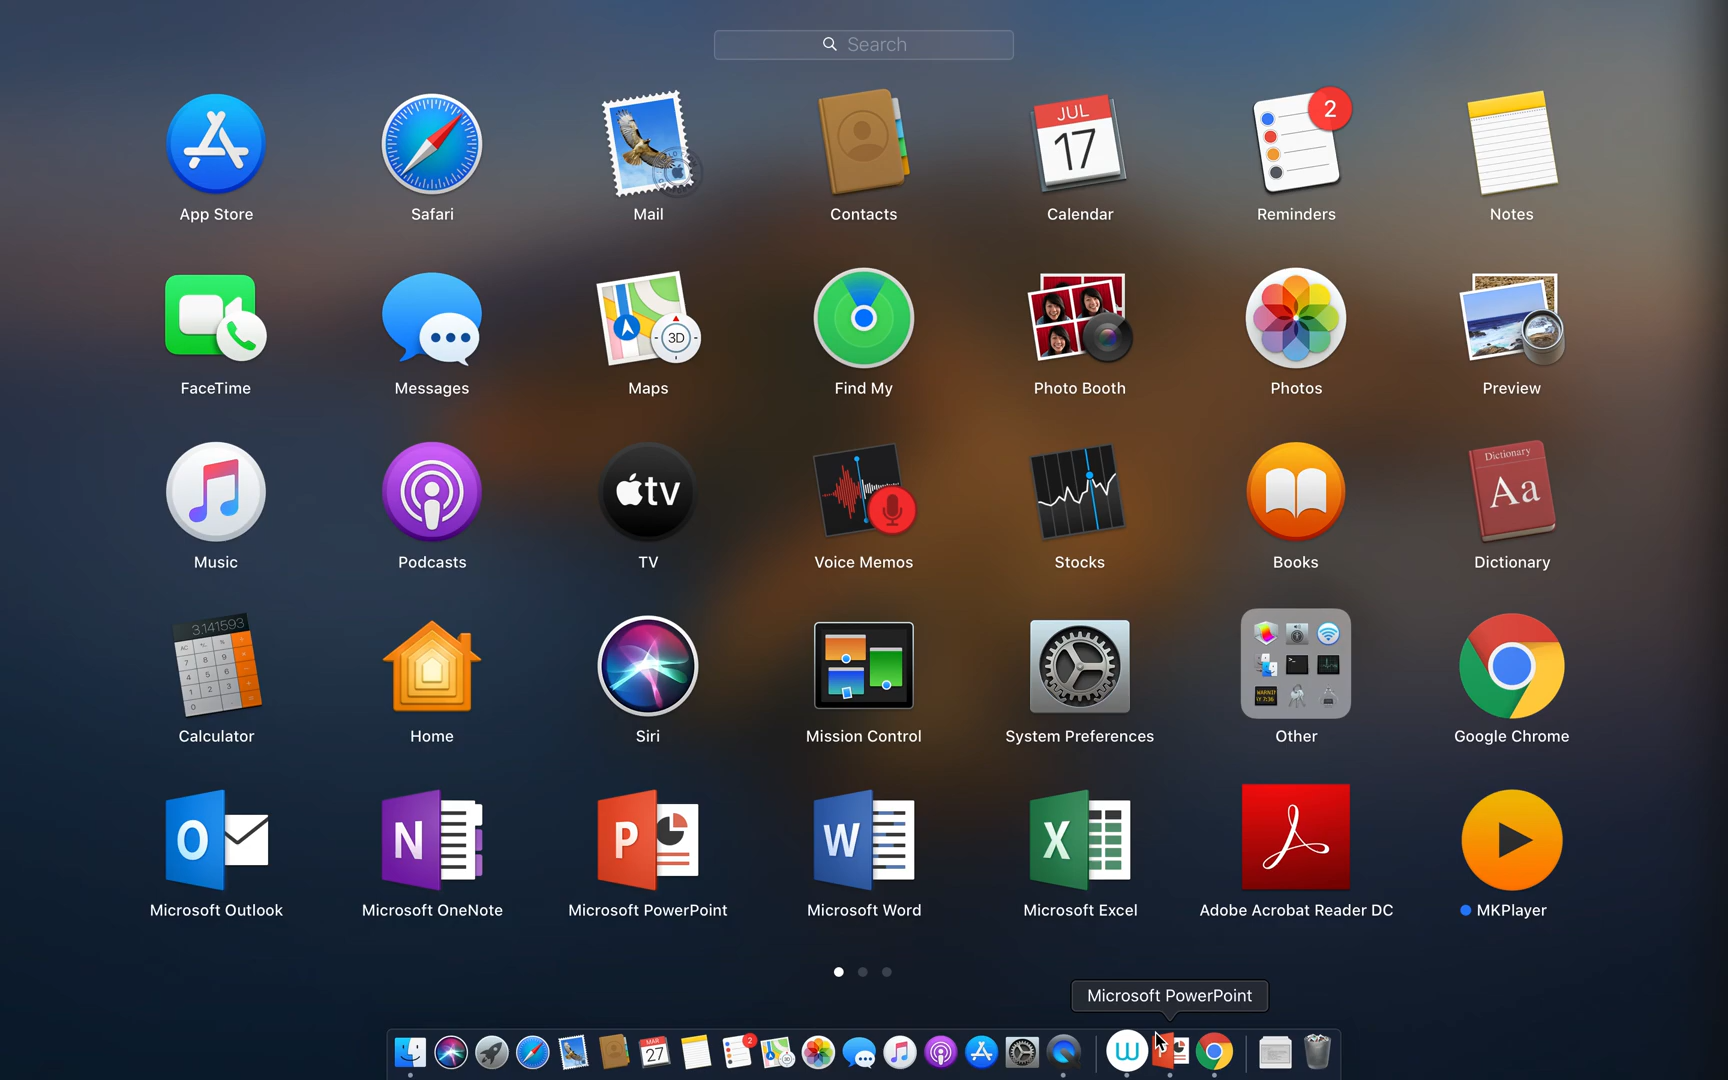 Search
JUL
17
2
App Store
Safari
Mail
Contacts
Calendar
Reminders
Notes
3D
FaceTime
Messages
Maps
Find My
Photo Booth
Photos
Preview
tv
Dictionary
Aa
Music
Podcasts
TV
Voice Memos
Stocks
Books
Dictionary
3.141593
Calculator
Home
Siri
Mission Control
System Preferences
Other
Google Chrome
O
N
P
W
X
Microsoft Outlook
Microsoft OneNote
Microsoft PowerPoint
Microsoft Word
Microsoft Excel
Adobe Acrobat Reader DC
MKPlayer
Microsoft PowerPoint
MAR
27
2